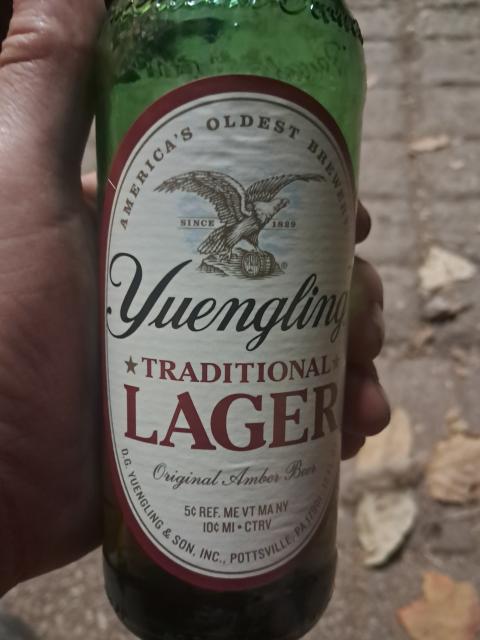 AMERICA'S OLDEST BREWERY
SINCE 1829
Yuengling
®
TRADITIONAL
LAGER
Original Amber Beer
5¢ REF. ME VT MA NY
10¢ MI • CTRV
D.G. YUENGLING & SON, INC., POTTSVILLE, PA